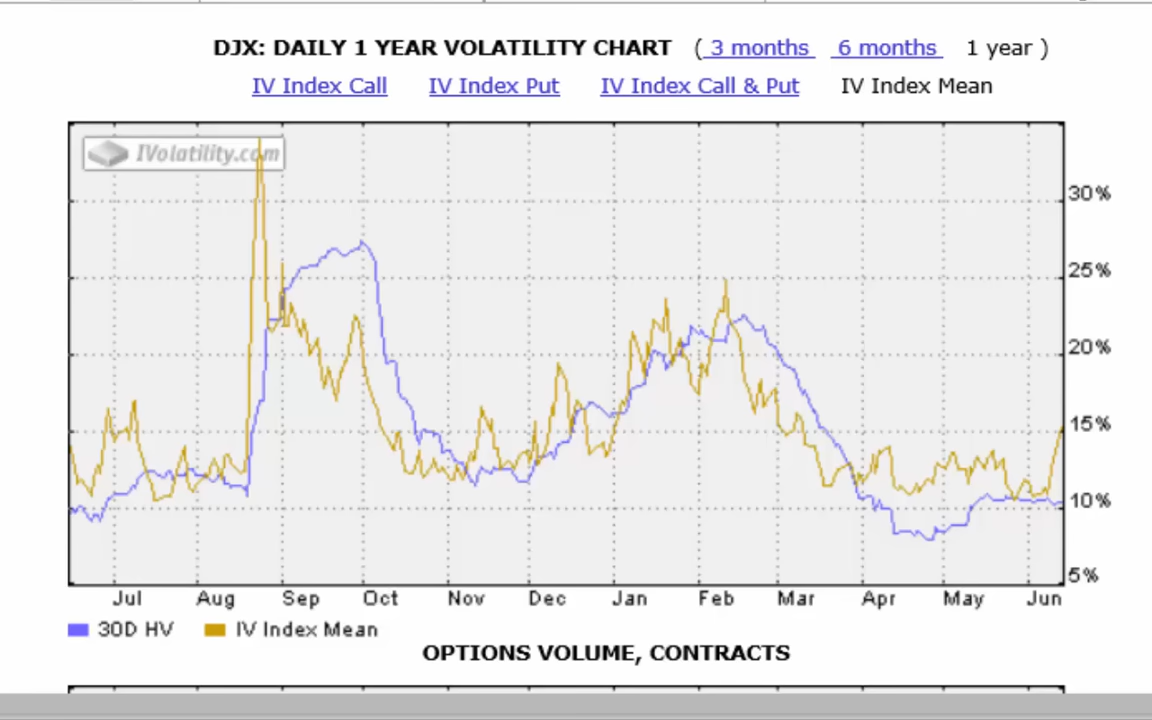 DJX: DAILY 1 YEAR VOLATILITY CHART ( 3 months 6 months 1 year )
IV Index Call IV Index Put IV Index Call & Put IV Index Mean
IVolatility.com
30%
25%
20%
15%
10%
5%
Jul Aug Sep Oct Nov Dec Jan Feb Mar Apr May Jun
30D HV IV Index Mean
OPTIONS VOLUME, CONTRACTS